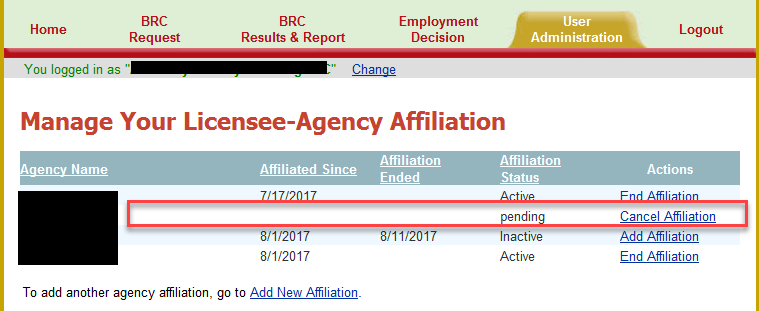 Home
BRC Request
BRC Results & Report
Employment Decision
User Administration
Logout
You logged in as " C" Change
Manage Your Licensee-Agency Affiliation
Agency Name Affiliated Since Affiliation Ended Affiliation Status Actions
7/17/2017 Active End Affiliation
pending Cancel Affiliation
8/1/2017 8/11/2017 Inactive Add Affiliation
8/1/2017 Active End Affiliation
To add another agency affiliation, go to Add New Affiliation.